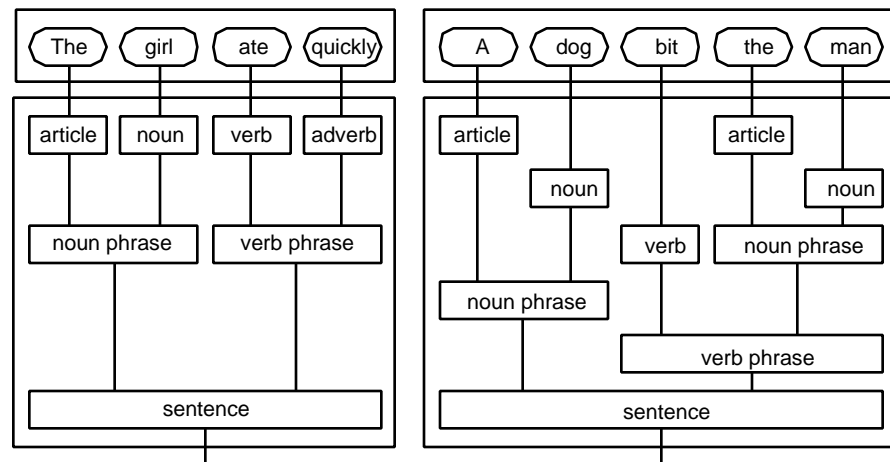 The girl ate quickly
article noun verb adverb
noun phrase verb phrase
sentence
A dog bit the man
article article
noun noun
verb noun phrase
noun phrase
verb phrase
sentence